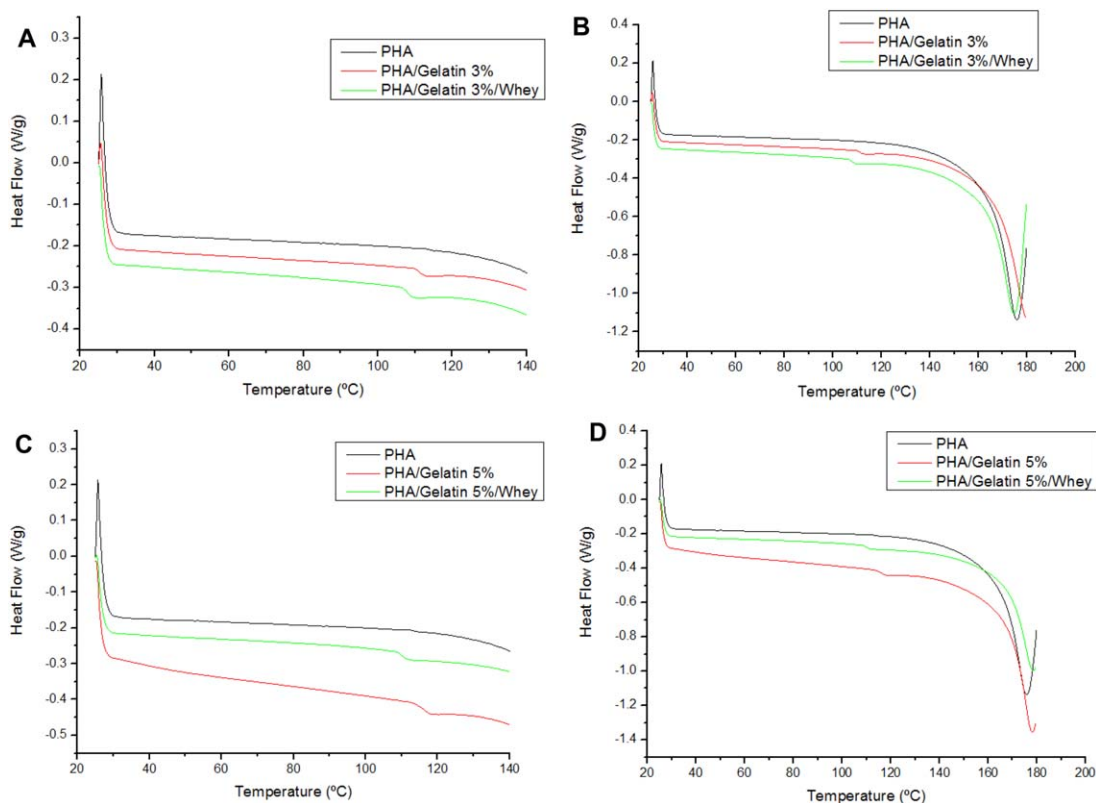 A
PHA
PHA/Gelatin 3%
PHA/Gelatin 3%/Whey
Heat Flow (W/g)
0.3
0.2
0.1
0.0
-0.1
-0.2
-0.3
-0.4
20 40 60 80 100 120 140
Temperature (ºC)
B
PHA
PHA/Gelatin 3%
PHA/Gelatin 3%/Whey
Heat Flow (W/g)
0.4
0.2
0.0
-0.2
-0.4
-0.6
-0.8
-1.0
-1.2
20 40 60 80 100 120 140 160 180 200
Temperature (ºC)
C
PHA
PHA/Gelatin 5%
PHA/Gelatin 5%/Whey
Heat Flow (W/g)
0.3
0.2
0.1
0.0
-0.1
-0.2
-0.3
-0.4
-0.5
20 40 60 80 100 120 140
Temperature (ºC)
D
PHA
PHA/Gelatin 5%
PHA/Gelatin 5%/Whey
Heat Flow (W/g)
0.4
0.2
0.0
-0.2
-0.4
-0.6
-0.8
-1.0
-1.2
-1.4
20 40 60 80 100 120 140 160 180 200
Temperature (ºC)